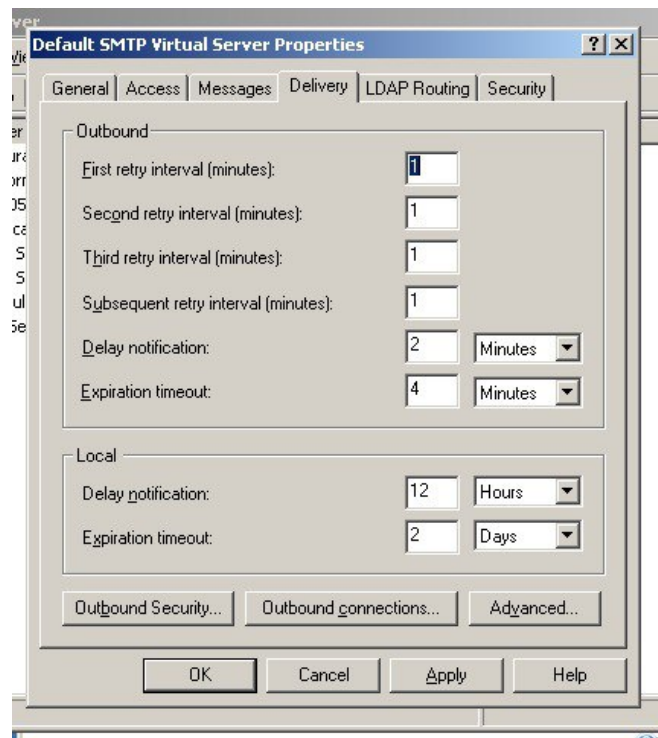 ver
Default SMTP Virtual Server Properties
General Access Messages Delivery LDAP Routing Security
Outbound
First retry interval (minutes): 1
Second retry interval (minutes): 1
Third retry interval (minutes): 1
Subsequent retry interval (minutes): 1
Delay notification: 2 Minutes
Expiration timeout: 4 Minutes
Local
Delay notification: 12 Hours
Expiration timeout: 2 Days
Outbound Security... Outbound connections... Advanced...
OK Cancel Apply Help